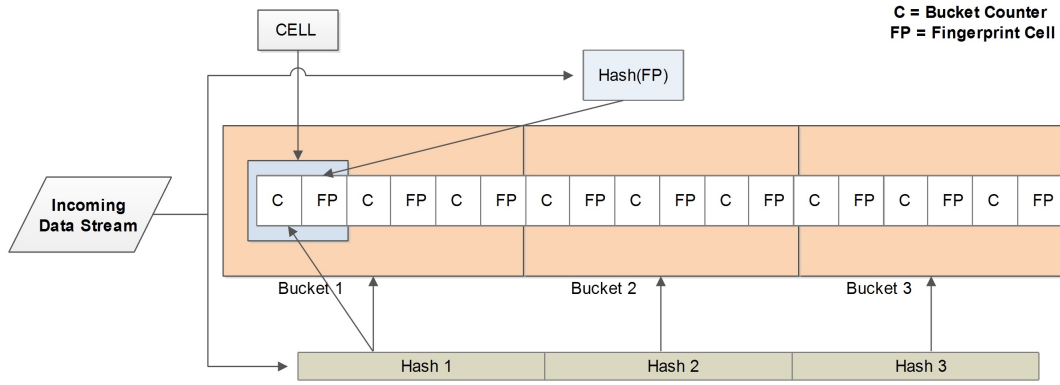 C = Bucket Counter
FP = Fingerprint Cell
CELL
Hash(FP)
Incoming
Data Stream
C FP C FP C FP C FP C FP C FP C FP C FP C FP
Bucket 1 Bucket 2 Bucket 3
Hash 1 Hash 2 Hash 3